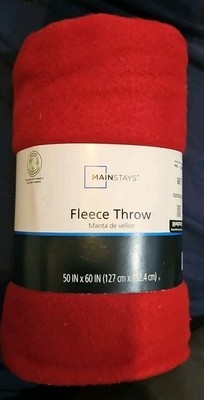 MAINSTAYS
Fleece Throw
Manta de vellón
50 IN x 60 IN (127 cm x 152.4 cm)